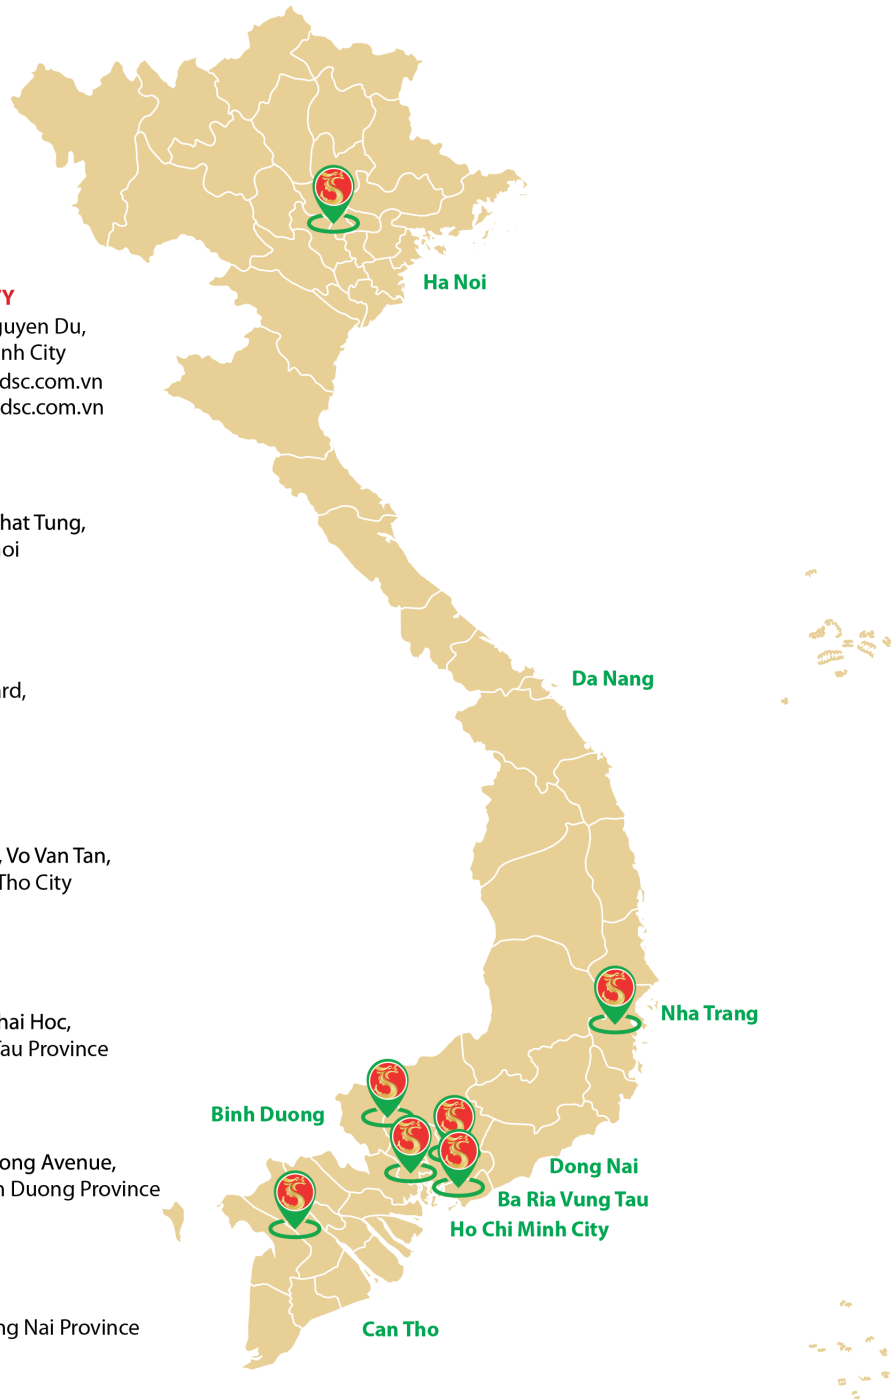 Y
guyen Du,
nh City
dsc.com.vn
dsc.com.vn
hat Tung,
oi
rd,
, Vo Van Tan,
Tho City
hai Hoc,
Tau Province
ong Avenue,
n Duong Province
ng Nai Province
Ha Noi
Da Nang
Nha Trang
Binh Duong
Dong Nai
Ba Ria Vung Tau
Ho Chi Minh City
Can Tho